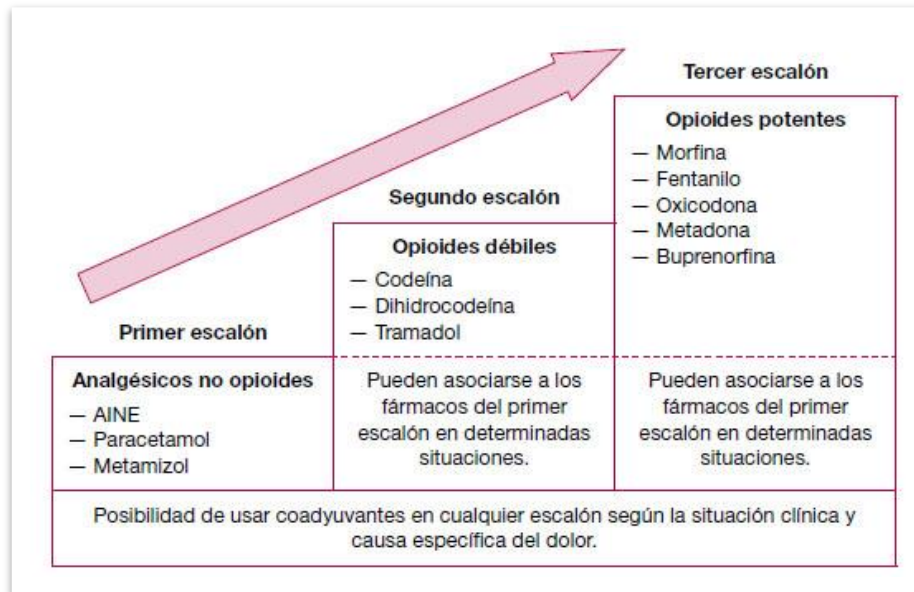 Primer escalón
Analgésicos no opioides
— AINE
— Paracetamol
— Metamizol
Segundo escalón
Opioides débiles
— Codeína
— Dihidrocodeína
— Tramadol
Pueden asociarse a los
fármacos del primer
escalón en determinadas
situaciones.
Tercer escalón
Opioides potentes
— Morfina
— Fentanilo
— Oxicodona
— Metadona
— Buprenorfina
Pueden asociarse a los
fármacos del primer
escalón en determinadas
situaciones.
Posibilidad de usar coadyuvantes en cualquier escalón según la situación clínica y
causa específica del dolor.